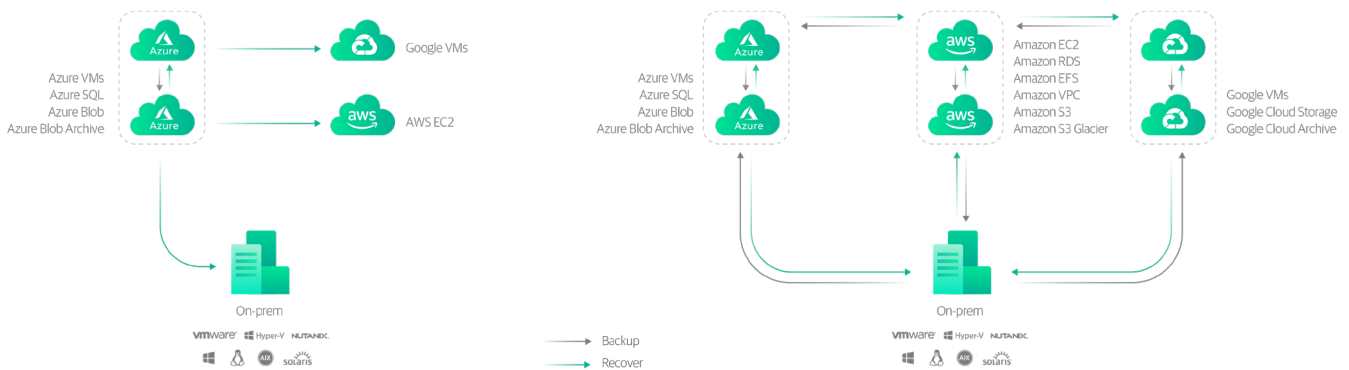 Azure
Google VMs
Azure VMs
Azure SQL
Azure Blob
Azure Blob Archive
Azure
aws
AWS EC2
On-prem
vmware
Hyper-V
NUTANIX
AIX
solaris
Azure
Azure VMs
Azure SQL
Azure Blob
Azure Blob Archive
Azure
aws
aws
Amazon EC2
Amazon RDS
Amazon EFS
Amazon VPC
Amazon S3
Amazon S3 Glacier
Google VMs
Google Cloud Storage
Google Cloud Archive
On-prem
vmware
Hyper-V
NUTANIX
AIX
solaris
Backup
Recover